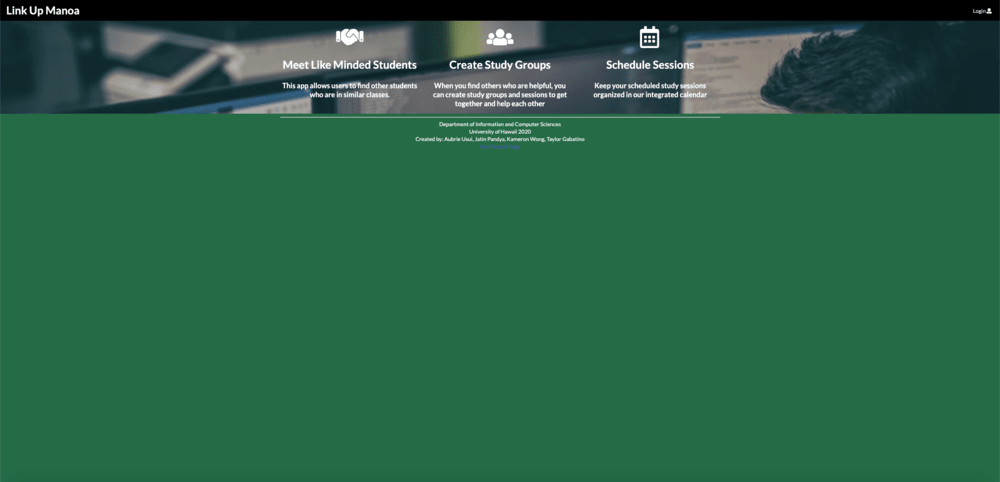 Link Up Manoa
Login
Meet Like Minded Students
Create Study Groups
Schedule Sessions
This app allows users to find other students
who are in similar classes.
When you find others who are helpful, you
can create study groups and sessions to get
together and help each other
Keep your scheduled study sessions
organized in our integrated calendar
Department of Information and Computer Sciences
University of Hawaii 2020
Created by: Aubrie Usui, Jatin Pandya, Kameron Wong, Taylor Gabatino